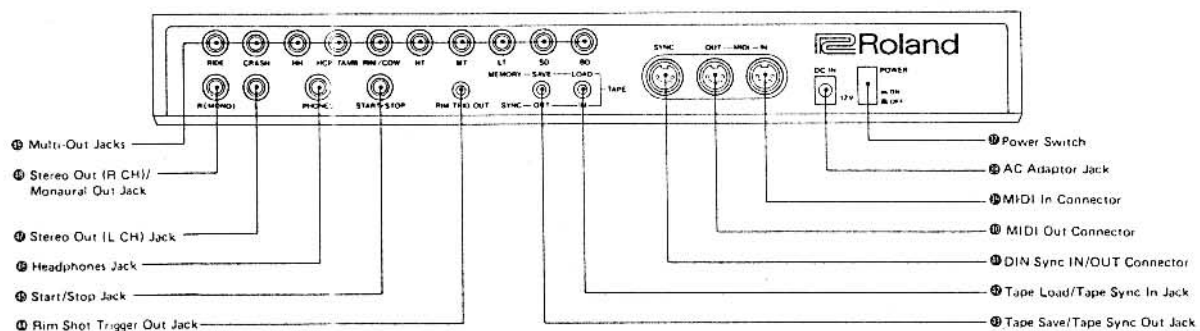 SYNC OUT — MIDI — IN
Roland
RIDE CRASH HH HCP TAMB RIM/COW HT MT LT SD BD
DC IN POWER
MEMORY — SAVE — LOAD
TAPE
12V ON
OFF
R(MONO) PHONES START/STOP RIM TRIG OUT SYNC — OUT — IN
Multi-Out Jacks
Stereo Out (R CH)/
Monaural Out Jack
Stereo Out (L CH) Jack
Headphones Jack
Start/Stop Jack
Rim Shot Trigger Out Jack
Power Switch
AC Adaptor Jack
MIDI In Connector
MIDI Out Connector
DIN Sync IN/OUT Connector
Tape Load/Tape Sync In Jack
Tape Save/Tape Sync Out Jack